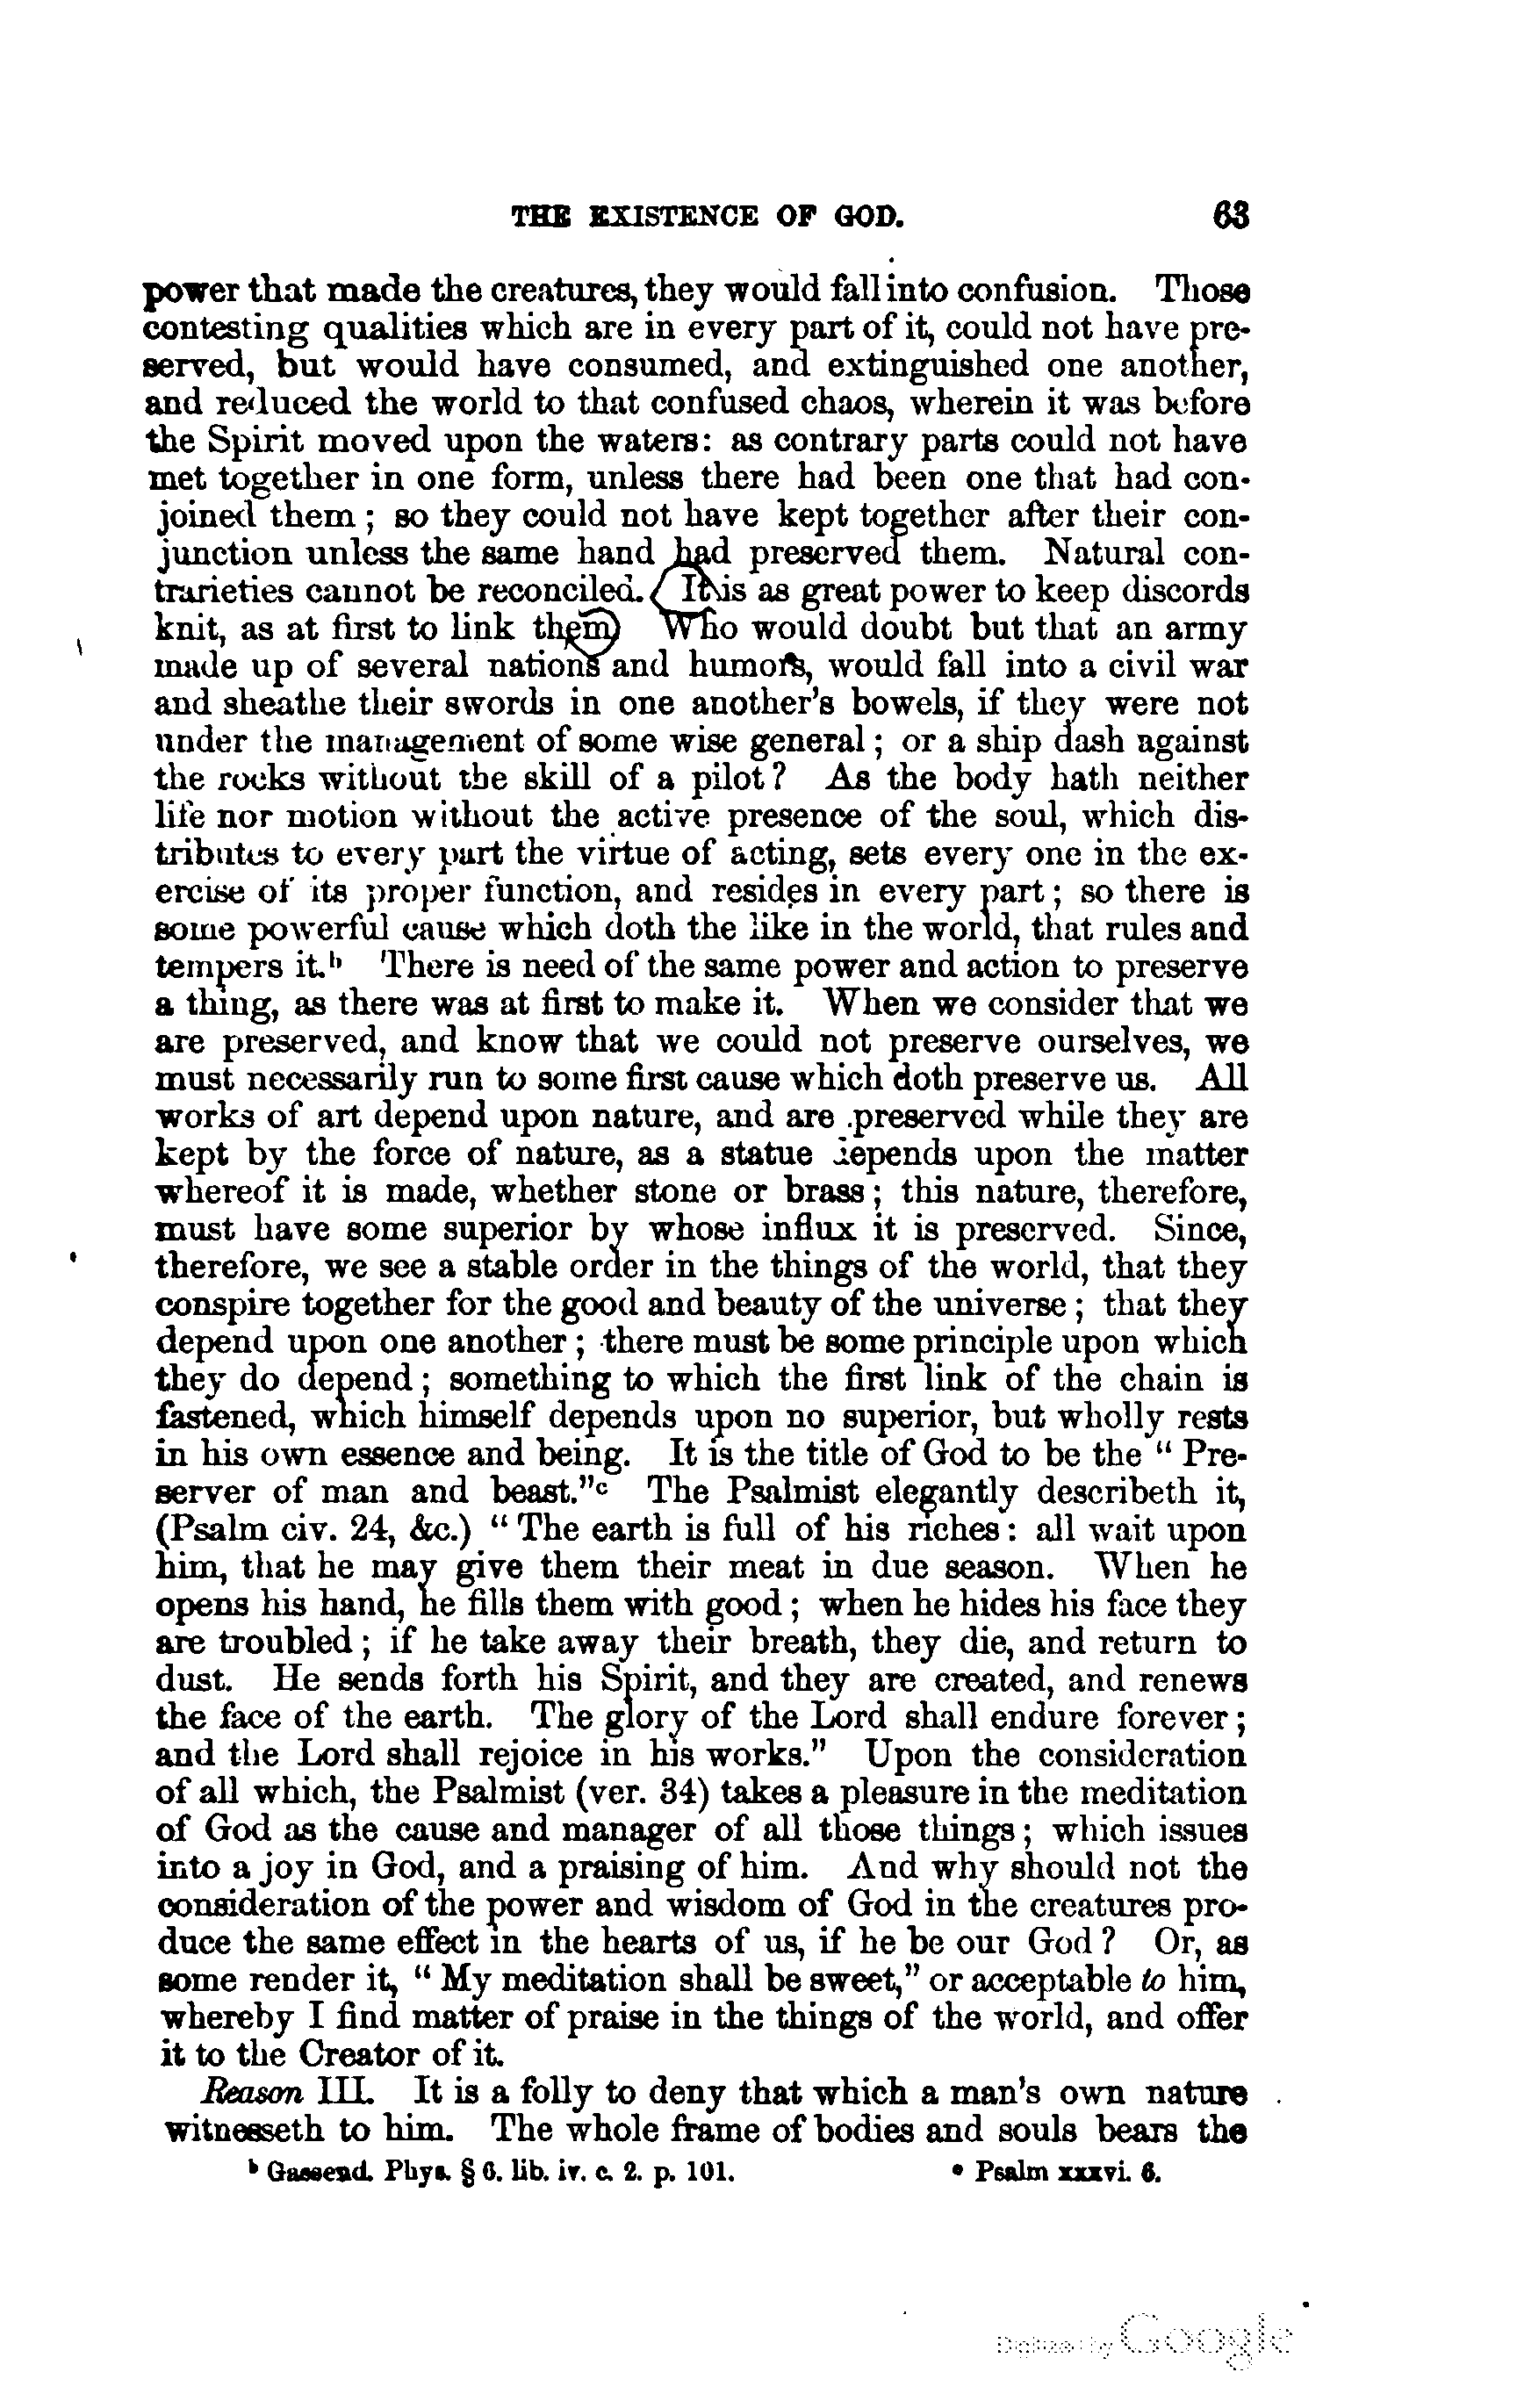 THE EXISTENCE OF GOD. 63
power that made the creatures, they would fall into confusion. Those
contesting qualities which are in every part of it, could not have pre-
served, but would have consumed, and extinguished one another,
and reduced the world to that confused chaos, wherein it was before
the Spirit moved upon the waters: as contrary parts could not have
met together in one form, unless there had been one that had con-
joined them; so they could not have kept together after their con-
junction unless the same hand had preserved them. Natural con-
trarieties cannot be reconciled. It is as great power to keep discords
knit, as at first to link them. Who would doubt but that an army
made up of several nations and humors, would fall into a civil war
and sheathe their swords in one another's bowels, if they were not
under the management of some wise general; or a ship dash against
the rocks without the skill of a pilot? As the body hath neither
life nor motion without the active presence of the soul, which dis-
tributes to every part the virtue of acting, sets every one in the ex-
ercise of its proper function, and resides in every part; so there is
some powerful cause which doth the like in the world, that rules and
tempers it.b There is need of the same power and action to preserve
a thing, as there was at first to make it. When we consider that we
are preserved, and know that we could not preserve ourselves, we
must necessarily run to some first cause which doth preserve us. All
works of art depend upon nature, and are preserved while they are
kept by the force of nature, as a statue depends upon the matter
whereof it is made, whether stone or brass; this nature, therefore,
must have some superior by whose influx it is preserved. Since,
therefore, we see a stable order in the things of the world, that they
conspire together for the good and beauty of the universe; that they
depend upon one another; there must be some principle upon which
they do depend; something to which the first link of the chain is
fastened, which himself depends upon no superior, but wholly rests
in his own essence and being. It is the title of God to be the "Pre-
server of man and beast."c The Psalmist elegantly describeth it,
(Psalm civ. 24, &c.) "The earth is full of his riches: all wait upon
him, that he may give them their meat in due season. When he
opens his hand, he fills them with good; when he hides his face they
are troubled; if he take away their breath, they die, and return to
dust. He sends forth his Spirit, and they are created, and renews
the face of the earth. The glory of the Lord shall endure forever;
and the Lord shall rejoice in his works." Upon the consideration
of all which, the Psalmist (ver. 34) takes a pleasure in the meditation
of God as the cause and manager of all those things; which issues
into a joy in God, and a praising of him. And why should not the
consideration of the power and wisdom of God in the creatures pro-
duce the same effect in the hearts of us, if he be our God? Or, as
some render it, "My meditation shall be sweet," or acceptable to him,
whereby I find matter of praise in the things of the world, and offer
it to the Creator of it.
Reason III. It is a folly to deny that which a man's own nature
witnesseth to him. The whole frame of bodies and souls bears the
b Gassend. Phys. § 6. lib. iv. c. 2. p. 101. c Psalm xxxvi. 6.
Digitized by Google